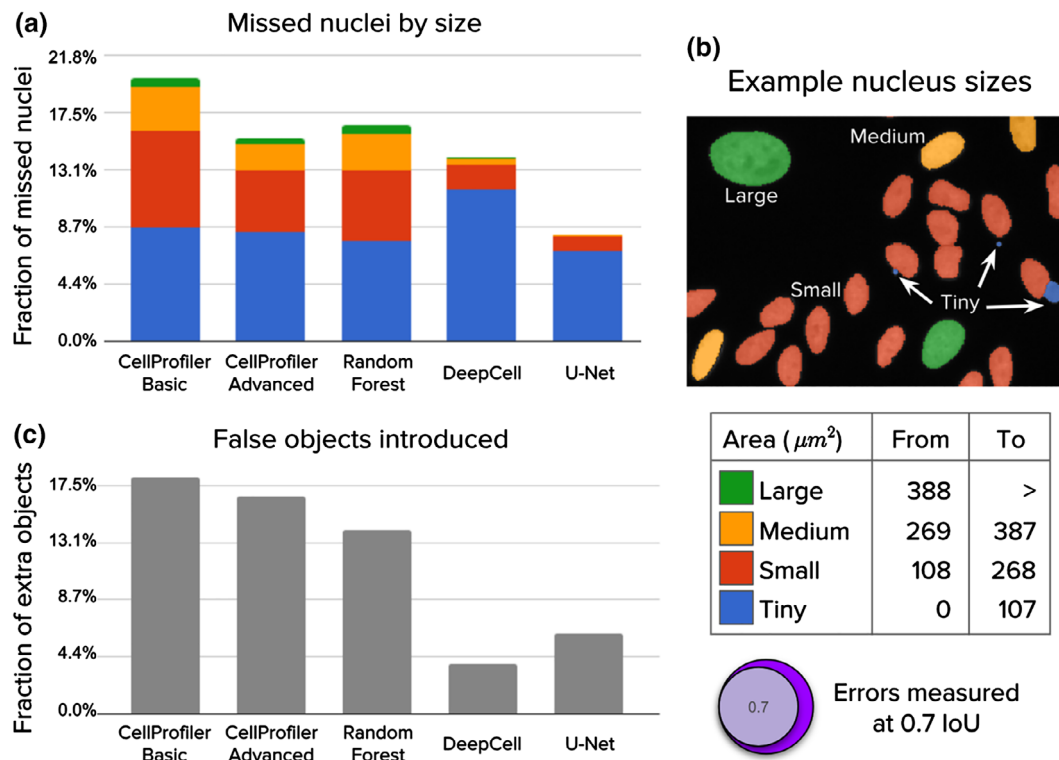 (a)
Missed nuclei by size
Fraction of missed nuclei
21.8%
17.5%
13.1%
8.7%
4.4%
0.0%
CellProfiler
Basic
CellProfiler
Advanced
Random
Forest
DeepCell
U-Net
(b)
Example nucleus sizes
Medium
Large
Small
Tiny
Area (μm²) From To
Large 388 >
Medium 269 387
Small 108 268
Tiny 0 107
0.7
Errors measured
at 0.7 IoU
(c)
False objects introduced
Fraction of extra objects
17.5%
13.1%
8.7%
4.4%
0.0%
CellProfiler
Basic
CellProfiler
Advanced
Random
Forest
DeepCell
U-Net